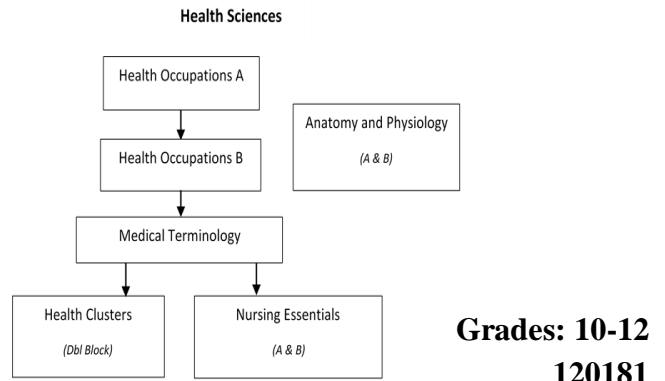 Health Sciences
Health Occupations A
Anatomy and Physiology
(A & B)
Health Occupations B
Medical Terminology
Health Clusters
(Dbl Block)
Nursing Essentials
(A & B)
Grades: 10-12
120181